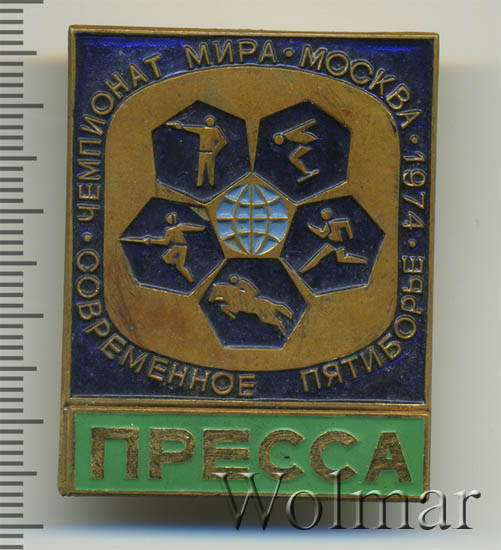 ЧЕМПИОНАТ МИРА · МОСКВА · 1974 ·
СОВРЕМЕННОЕ ПЯТИБОРЬЕ
ПРЕССА
Wolmar